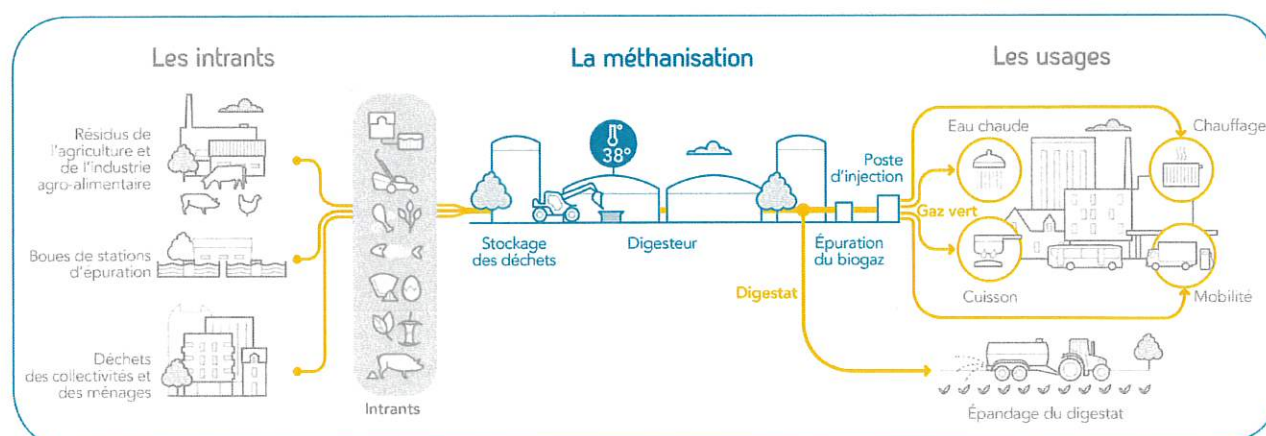 Les intrants
Résidus de
l'agriculture et
de l'industrie
agro-alimentaire
Boues de stations
d'épuration
Déchets
des collectivités et
des ménages
Intrants
La méthanisation
38°
Stockage
des déchets
Digesteur
Épuration
du biogaz
Poste
d'injection
Digestat
Les usages
Eau chaude
Chauffage
Gaz vert
Cuisson
Mobilité
Épandage du digestat